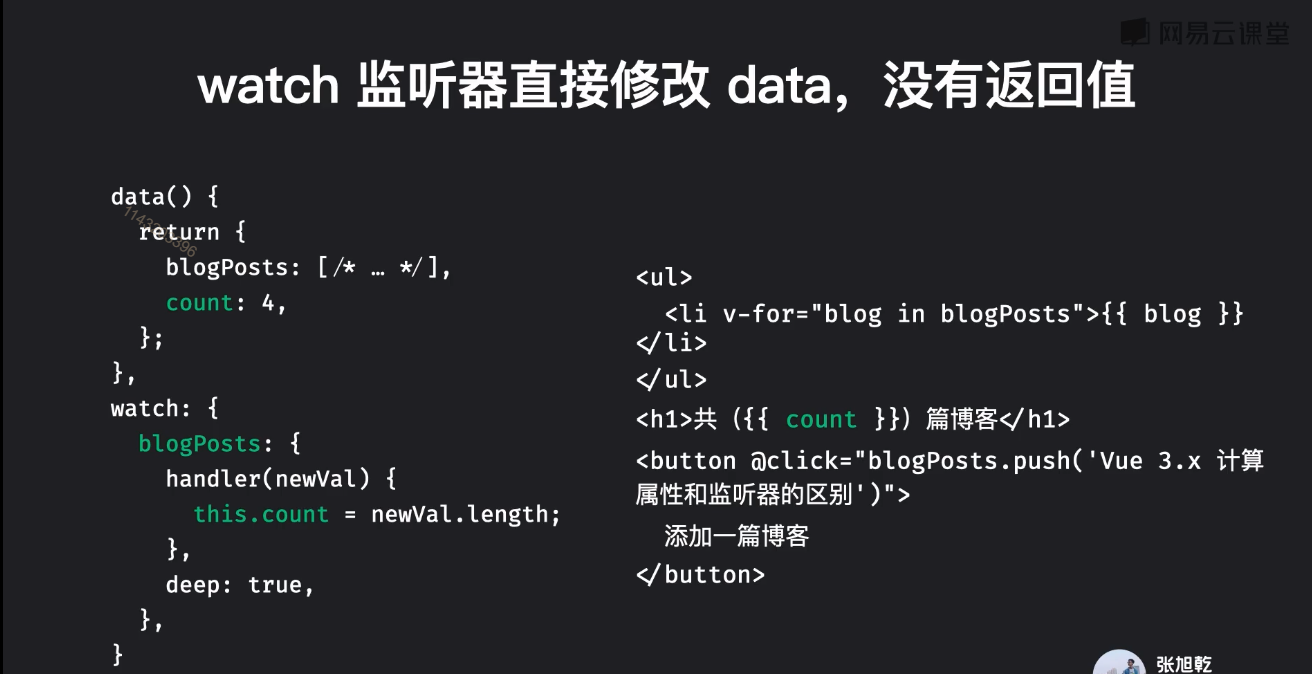 网易云课堂
watch 监听器直接修改 data，没有返回值
data() {
  return {
    blogPosts: [/* … */],
    count: 4,
  };
},
watch: {
  blogPosts: {
    handler(newVal) {
      this.count = newVal.length;
    },
    deep: true,
  },
}
<ul>
  <li v-for="blog in blogPosts">{{ blog }}
</li>
</ul>
<h1>共（{{ count }}）篇博客</h1>
<button @click="blogPosts.push('Vue 3.x 计算
属性和监听器的区别')">
  添加一篇博客
</button>
张旭乾